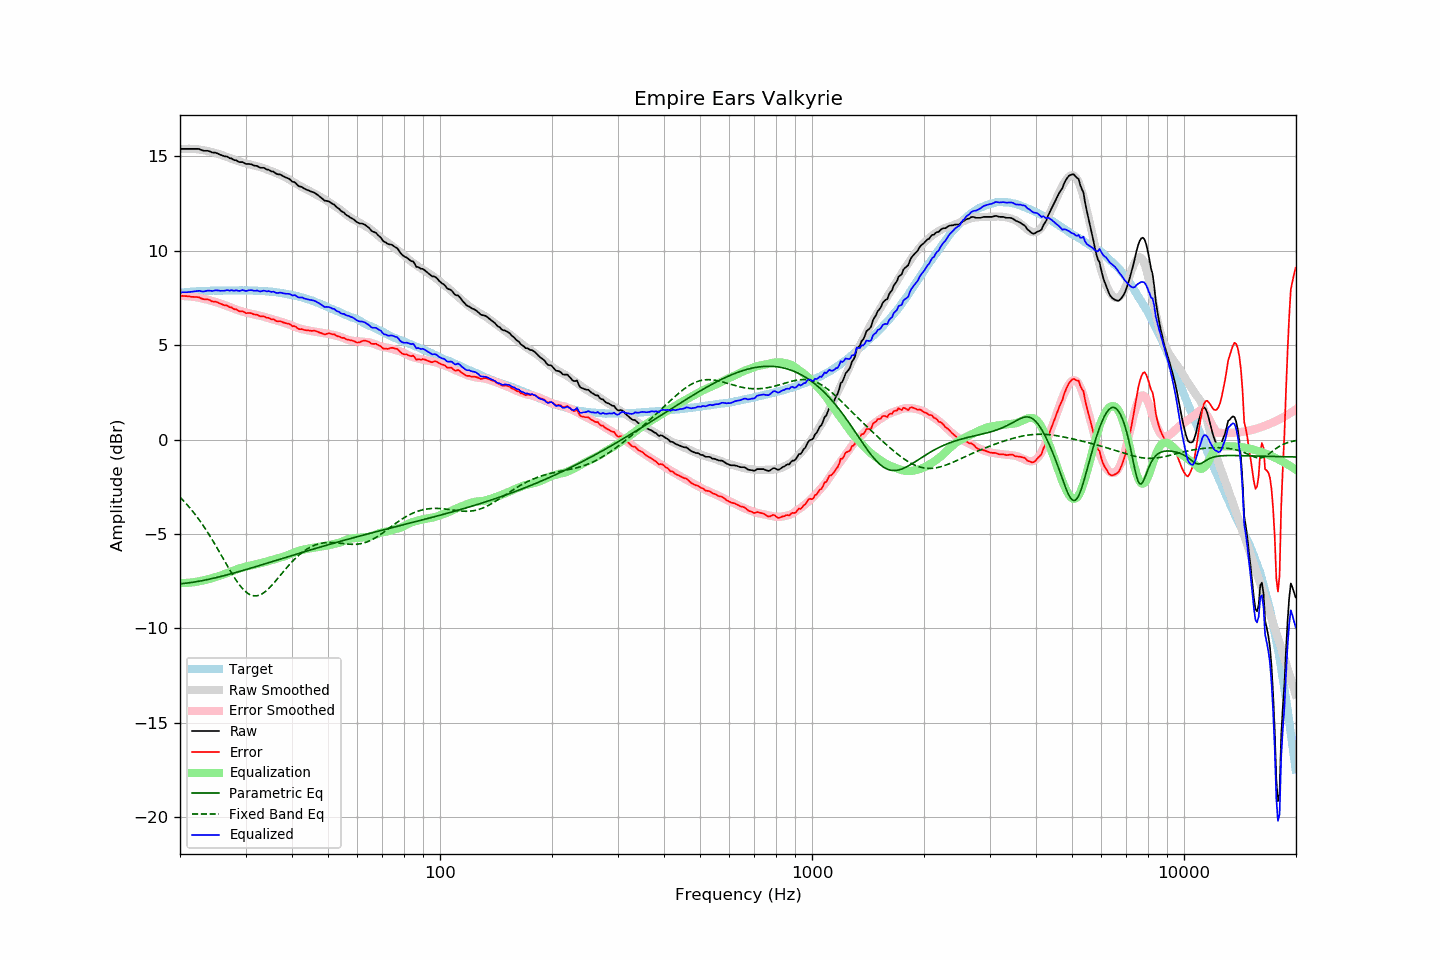 Empire Ears Valkyrie
15
10
5
0
−5
−10
−15
−20
Amplitude (dBr)
Target
Raw Smoothed
Error Smoothed
Raw
Error
Equalization
Parametric Eq
Fixed Band Eq
Equalized
100
1000
10000
Frequency (Hz)